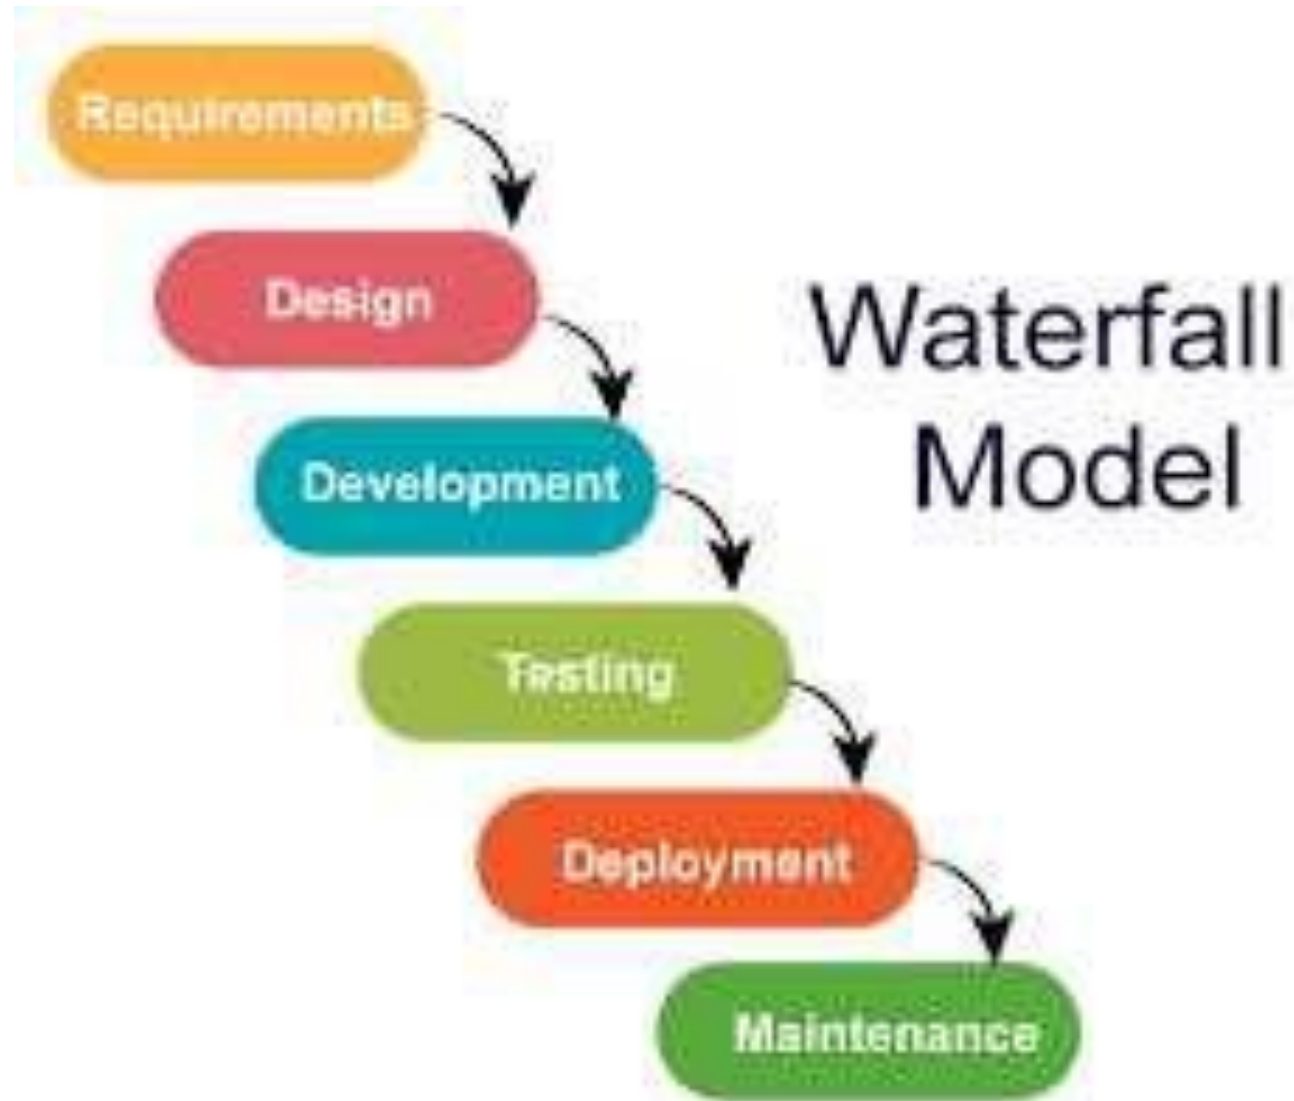 Requirements
Design
Waterfall
Model
Development
Testing
Deployment
Maintenance